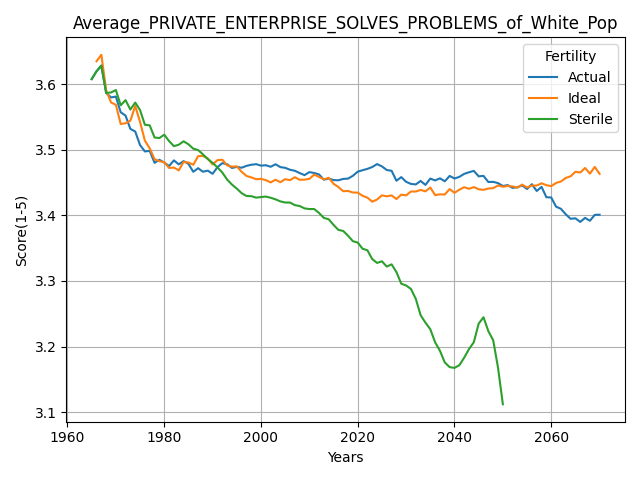 Average_PRIVATE_ENTERPRISE_SOLVES_PROBLEMS_of_White_Pop
Fertility
Actual
Ideal
Sterile
Score(1-5)
3.6
3.5
3.4
3.3
3.2
3.1
1960
1980
2000
2020
2040
2060
Years